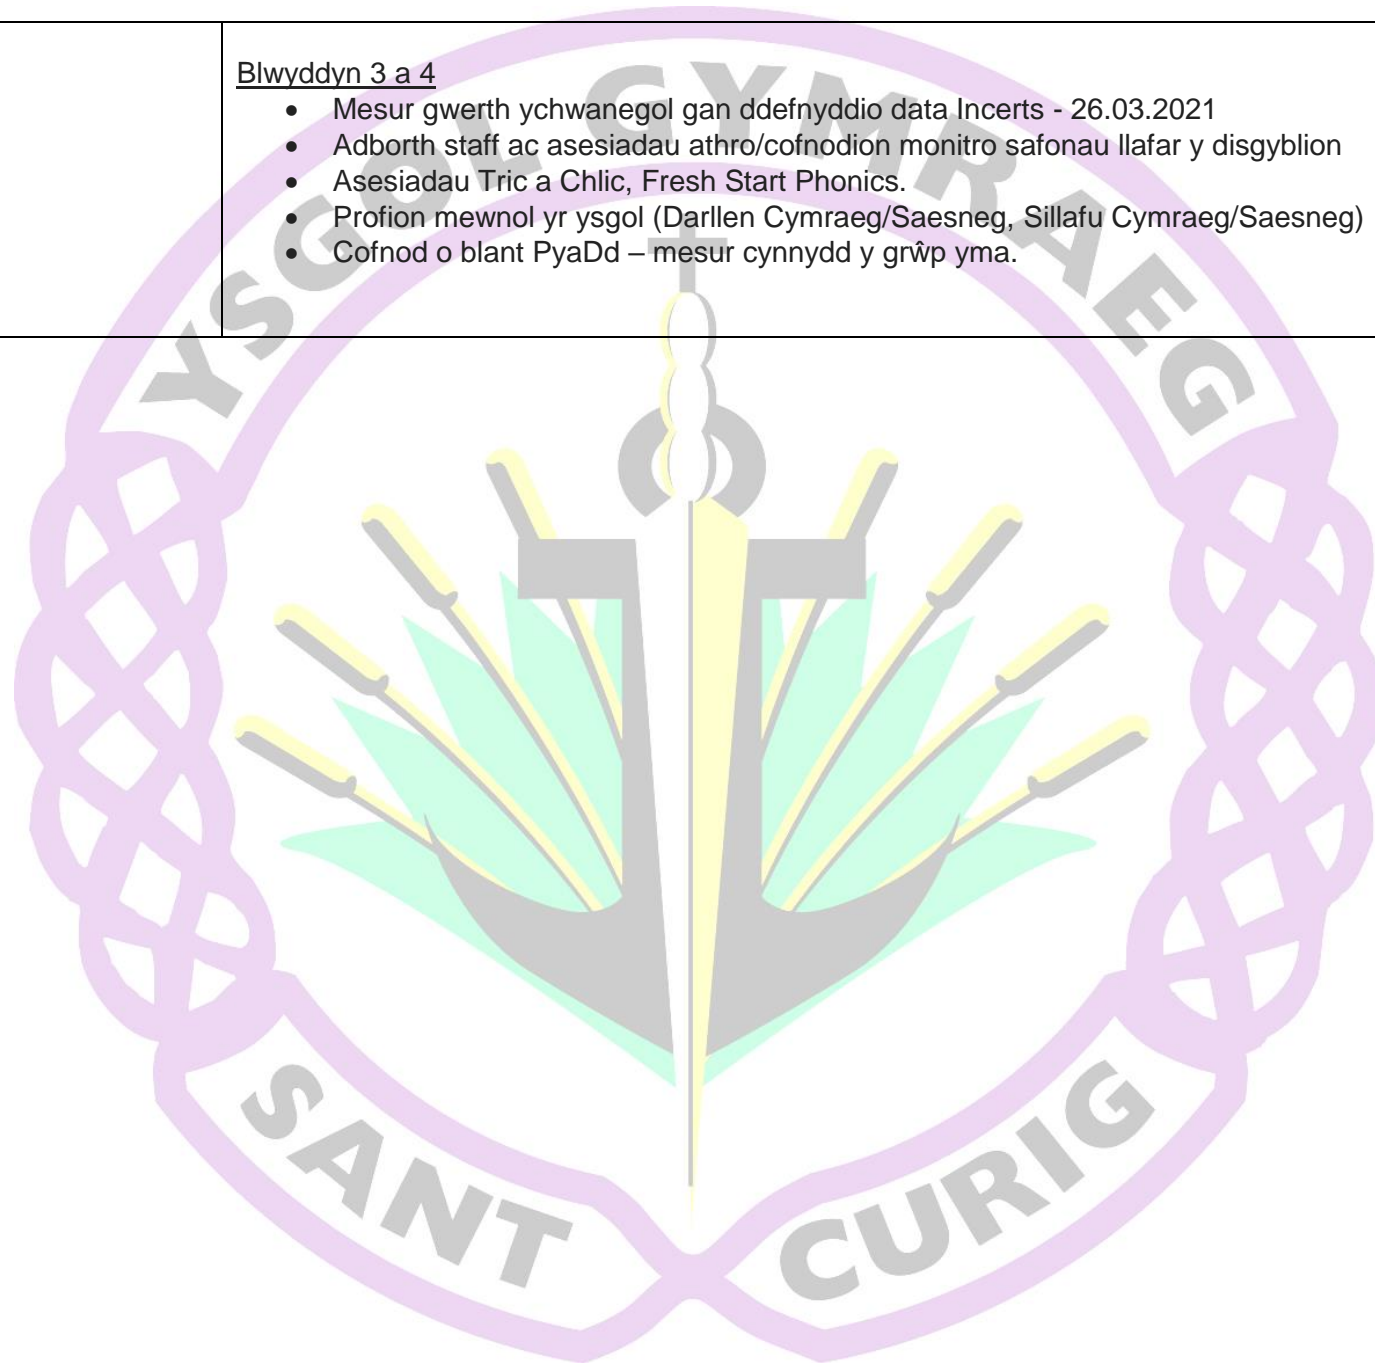 Blwyddyn 3 a 4
• Mesur gwerth ychwanegol gan ddefnyddio data Incerts - 26.03.2021
• Adborth staff ac asesiadau athro/cofnodion monitro safonau llafar y disgyblion
• Asesiadau Tric a Chlic, Fresh Start Phonics.
• Profion mewnol yr ysgol (Darllen Cymraeg/Saesneg, Sillafu Cymraeg/Saesneg)
• Cofnod o blant PyaDd – mesur cynnydd y grŵp yma.
YSGOL GYMRAEG
SANT CURIG